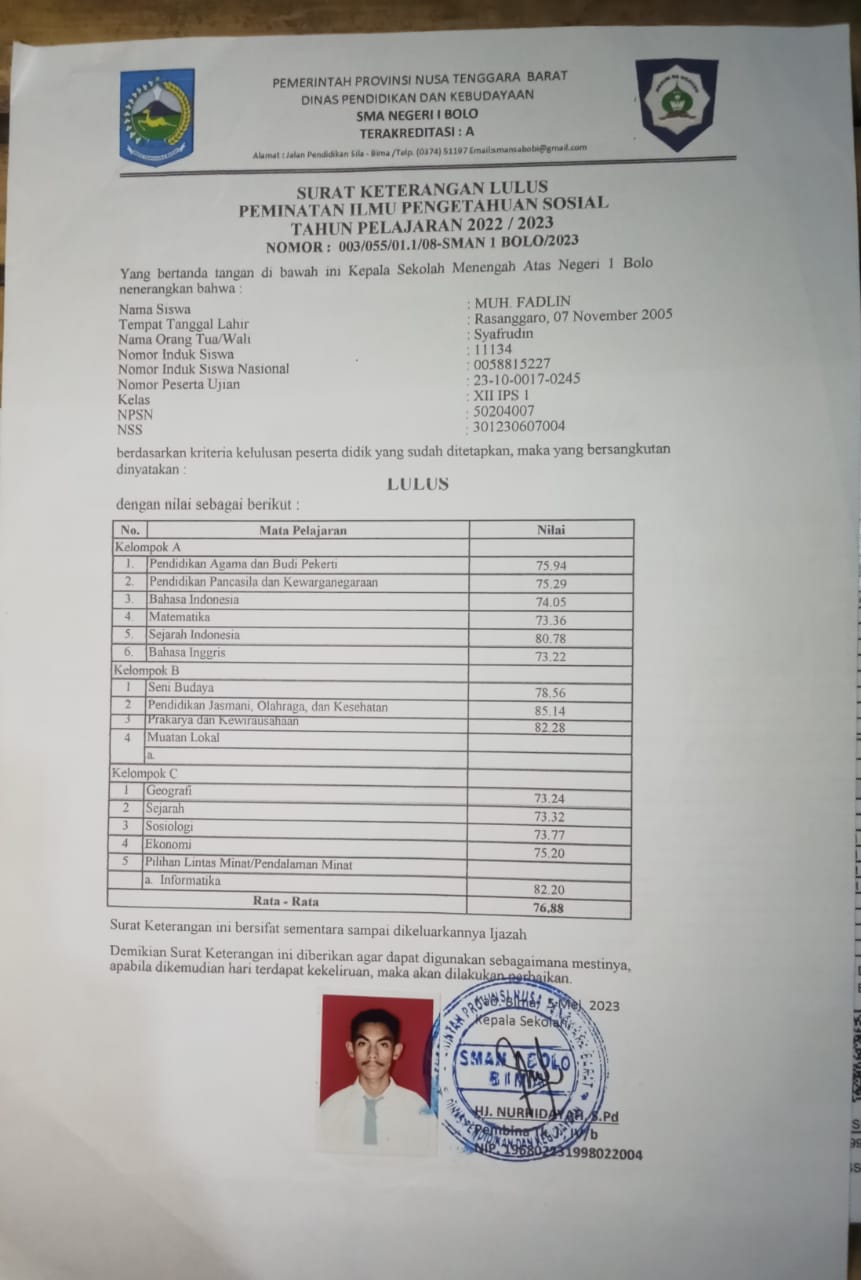 PEMERINTAH PROVINSI NUSA TENGGARA BARAT
DINAS PENDIDIKAN DAN KEBUDAYAAN
SMA NEGERI I BOLO
TERAKREDITASI : A
Alamat : Jalan Pendidikan Sila - Bima /Telp. (0374) 51197 Email:smansabobi@gmail.com
SURAT KETERANGAN LULUS
PEMINATAN ILMU PENGETAHUAN SOSIAL
TAHUN PELAJARAN 2022 / 2023
NOMOR : 003/055/01.1/08-SMAN 1 BOLO/2023
Yang bertanda tangan di bawah ini Kepala Sekolah Menengah Atas Negeri 1 Bolo
nenerangkan bahwa :
Nama Siswa : MUH. FADLIN
Tempat Tanggal Lahir : Rasanggaro, 07 November 2005
Nama Orang Tua/Wali : Syafrudin
Nomor Induk Siswa : 11134
Nomor Induk Siswa Nasional : 0058815227
Nomor Peserta Ujian : 23-10-0017-0245
Kelas : XII IPS 1
NPSN : 50204007
NSS : 301230607004
berdasarkan kriteria kelulusan peserta didik yang sudah ditetapkan, maka yang bersangkutan
dinyatakan :
LULUS
dengan nilai sebagai berikut :
No. Mata Pelajaran Nilai
Kelompok A
1. Pendidikan Agama dan Budi Pekerti 75.94
2. Pendidikan Pancasila dan Kewarganegaraan 75.29
3. Bahasa Indonesia 74.05
4. Matematika 73.36
5. Sejarah Indonesia 80.78
6. Bahasa Inggris 73.22
Kelompok B
1 Seni Budaya 78.56
2 Pendidikan Jasmani, Olahraga, dan Kesehatan 85.14
3 Prakarya dan Kewirausahaan 82.28
4 Muatan Lokal
a.
Kelompok C
1 Geografi 73.24
2 Sejarah 73.32
3 Sosiologi 73.77
4 Ekonomi 75.20
5 Pilihan Lintas Minat/Pendalaman Minat
a. Informatika 82.20
Rata - Rata 76,88
Surat Keterangan ini bersifat sementara sampai dikeluarkannya Ijazah
Demikian Surat Keterangan ini diberikan agar dapat digunakan sebagaimana mestinya,
apabila dikemudian hari terdapat kekeliruan, maka akan dilakukan perbaikan.
Bima, 5 Mei 2023
Kepala Sekolah
SMAN 1 BOLO
BIMA
HJ. NURHIDAYAH, S.Pd
Pembina Tk.I, IV/b
NIP. 196802231998022004